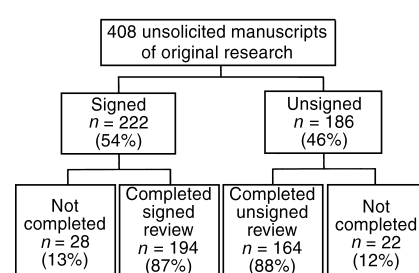 408 unsolicited manuscripts
of original research
Signed
n = 222
(54%)
Unsigned
n = 186
(46%)
Not
completed
n = 28
(13%)
Completed
signed
review
n = 194
(87%)
Completed
unsigned
review
n = 164
(88%)
Not
completed
n = 22
(12%)